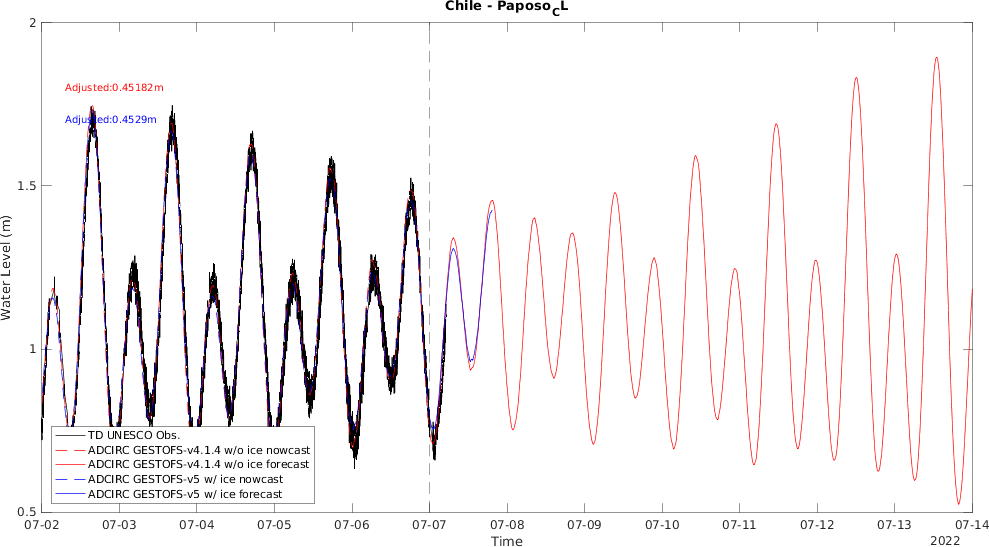 Chile - Paposo_CL
2
Adjusted:0.45182m
Adjusted:0.4529m
1.5
Water Level (m)
1
TD UNESCO Obs.
ADCIRC GESTOFS-v4.1.4 w/o ice nowcast
ADCIRC GESTOFS-v4.1.4 w/o ice forecast
ADCIRC GESTOFS-v5 w/ ice nowcast
ADCIRC GESTOFS-v5 w/ ice forecast
0.5
07-02 07-03 07-04 07-05 07-06 07-07 07-08 07-09 07-10 07-11 07-12 07-13 07-14
Time
2022